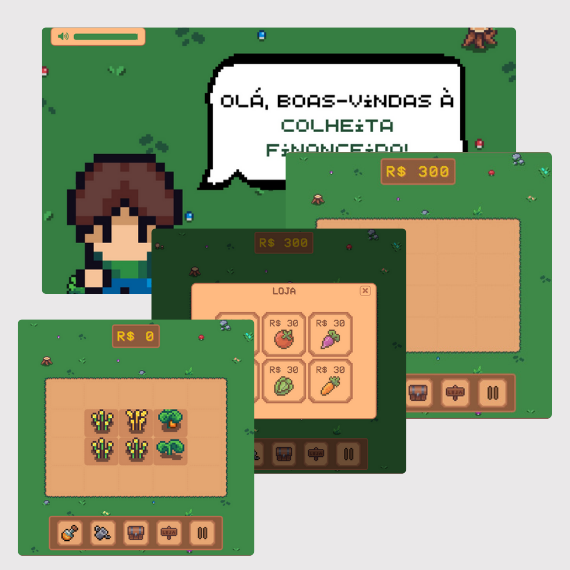 OLÁ, BOAS-VINDAS À
COLHEITA
FINANCEIRA!
R$ 300
R$ 300
LOJA
R$ 30 R$ 30
R$ 30 R$ 30
R$ 0